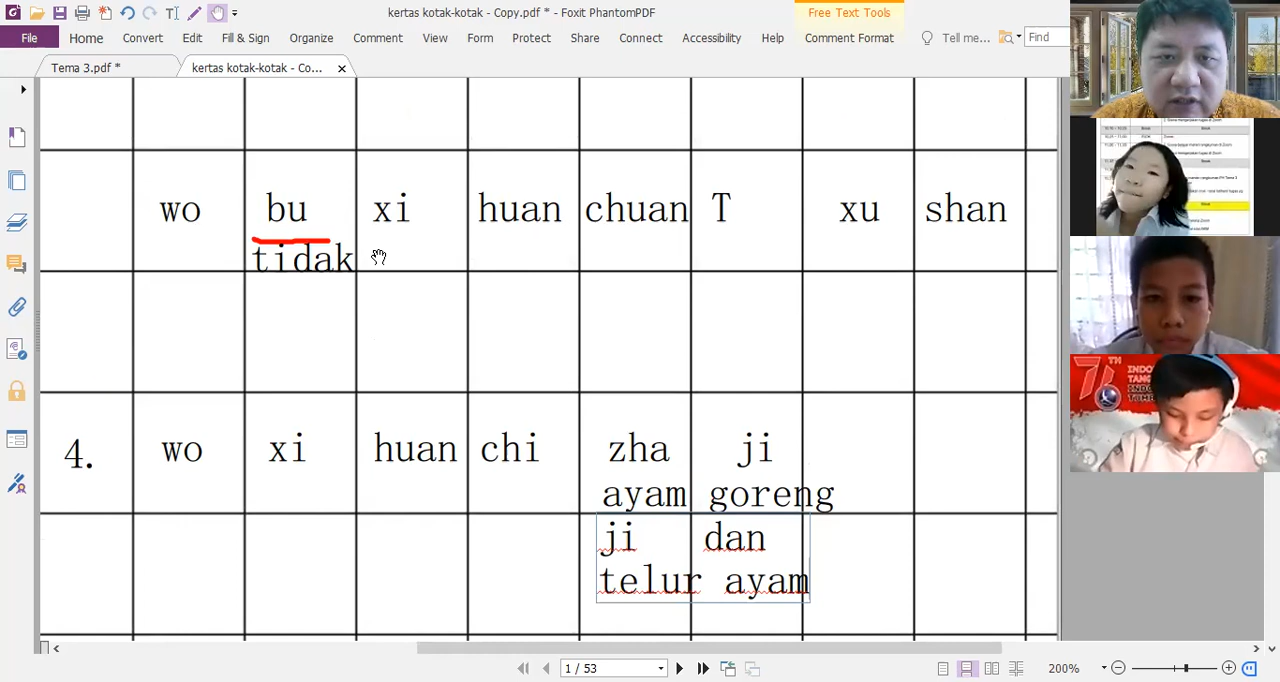 kertas kotak-kotak - Copy.pdf * - Foxit PhantomPDF
Free Text Tools
File Home Convert Edit Fill & Sign Organize Comment View Form Protect Share Connect Accessibility Help Comment Format Tell me... Find
Tema 3.pdf *
kertas kotak-kotak - Co...
wo bu xi huan chuan T xu shan
tidak
4. wo xi huan chi zha ji
ayam goreng
ji dan
telur ayam
1 / 53
200%